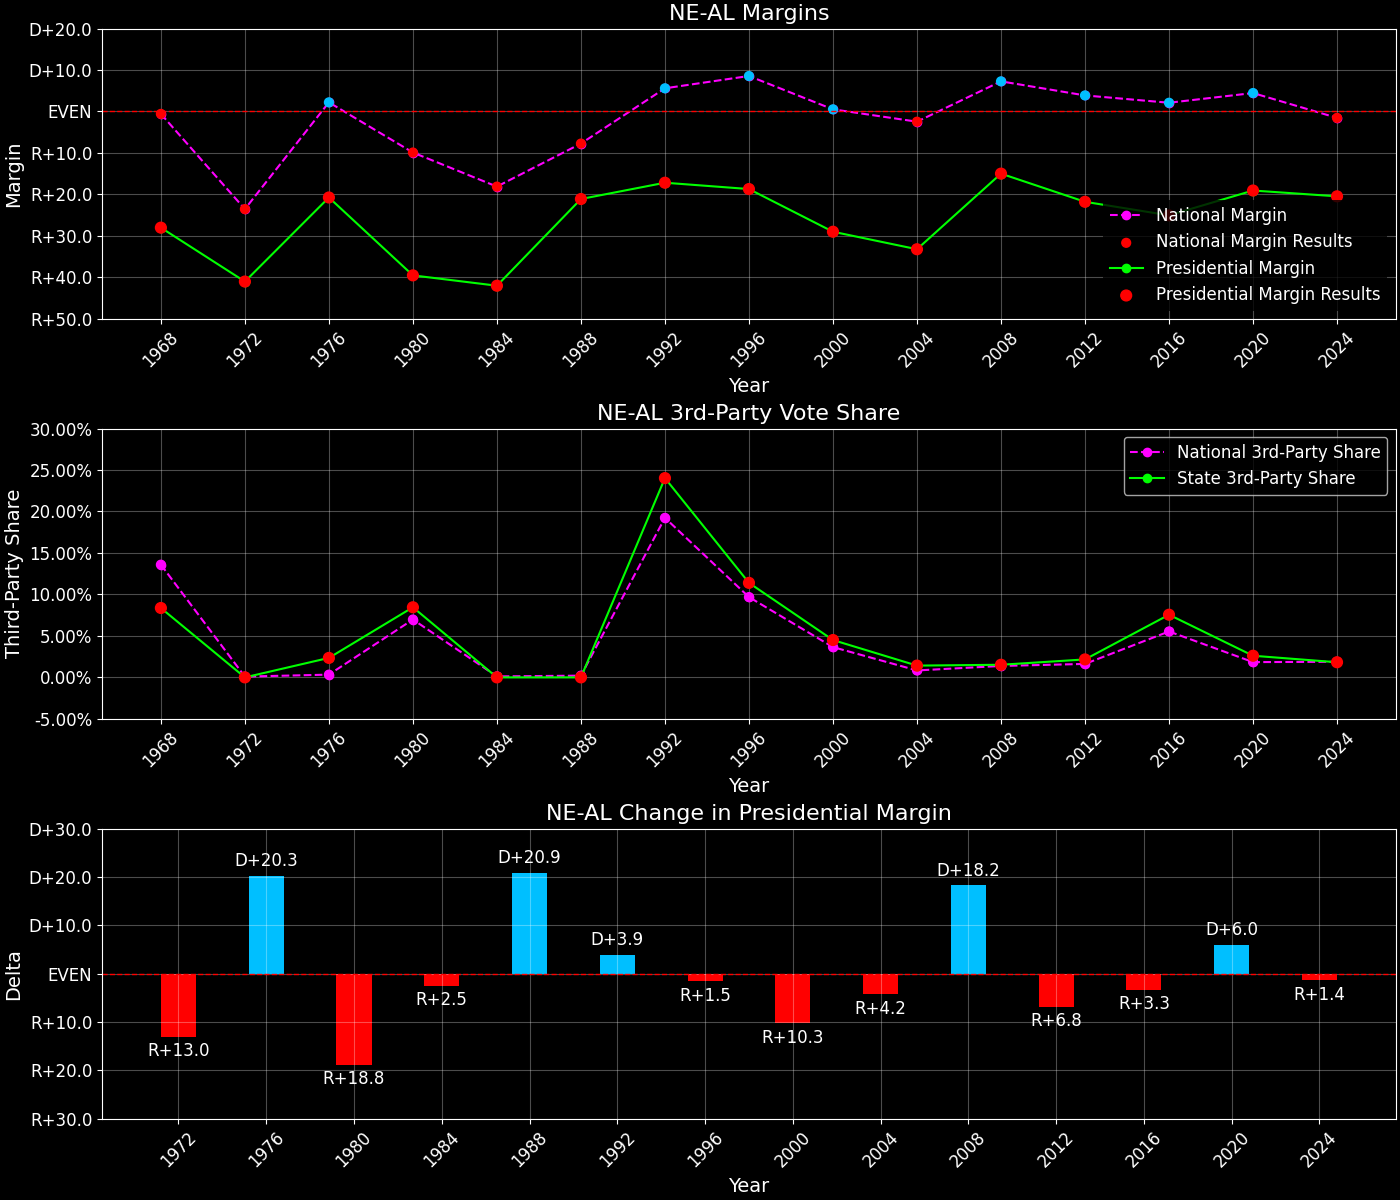 NE-AL Margins
D+20.0
D+10.0
EVEN
R+10.0
R+20.0
R+30.0
R+40.0
R+50.0
Margin
National Margin
National Margin Results
Presidential Margin
Presidential Margin Results
1968 1972 1976 1980 1984 1988 1992 1996 2000 2004 2008 2012 2016 2020 2024
Year
NE-AL 3rd-Party Vote Share
30.00%
25.00%
20.00%
15.00%
10.00%
5.00%
0.00%
-5.00%
Third-Party Share
National 3rd-Party Share
State 3rd-Party Share
1968 1972 1976 1980 1984 1988 1992 1996 2000 2004 2008 2012 2016 2020 2024
Year
NE-AL Change in Presidential Margin
D+30.0
D+20.0
D+10.0
EVEN
R+10.0
R+20.0
R+30.0
Delta
R+13.0
D+20.3
R+18.8
R+2.5
D+20.9
D+3.9
R+1.5
R+10.3
R+4.2
D+18.2
R+6.8
R+3.3
D+6.0
R+1.4
1972 1976 1980 1984 1988 1992 1996 2000 2004 2008 2012 2016 2020 2024
Year